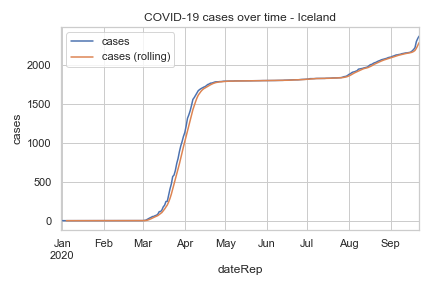 COVID-19 cases over time - Iceland
cases
cases (rolling)
cases
2000
1500
1000
500
0
Jan Feb Mar Apr May Jun Jul Aug Sep
2020
dateRep